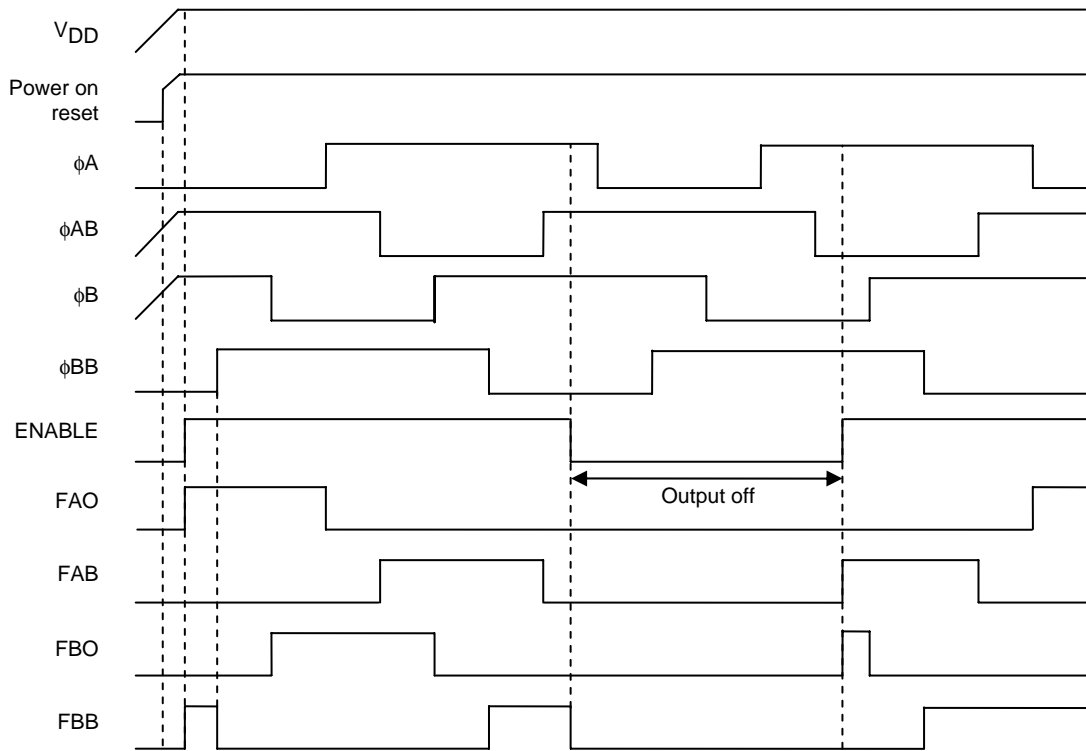 VDD
Power on
reset
ϕA
ϕAB
ϕB
ϕBB
ENABLE
Output off
FAO
FAB
FBO
FBB